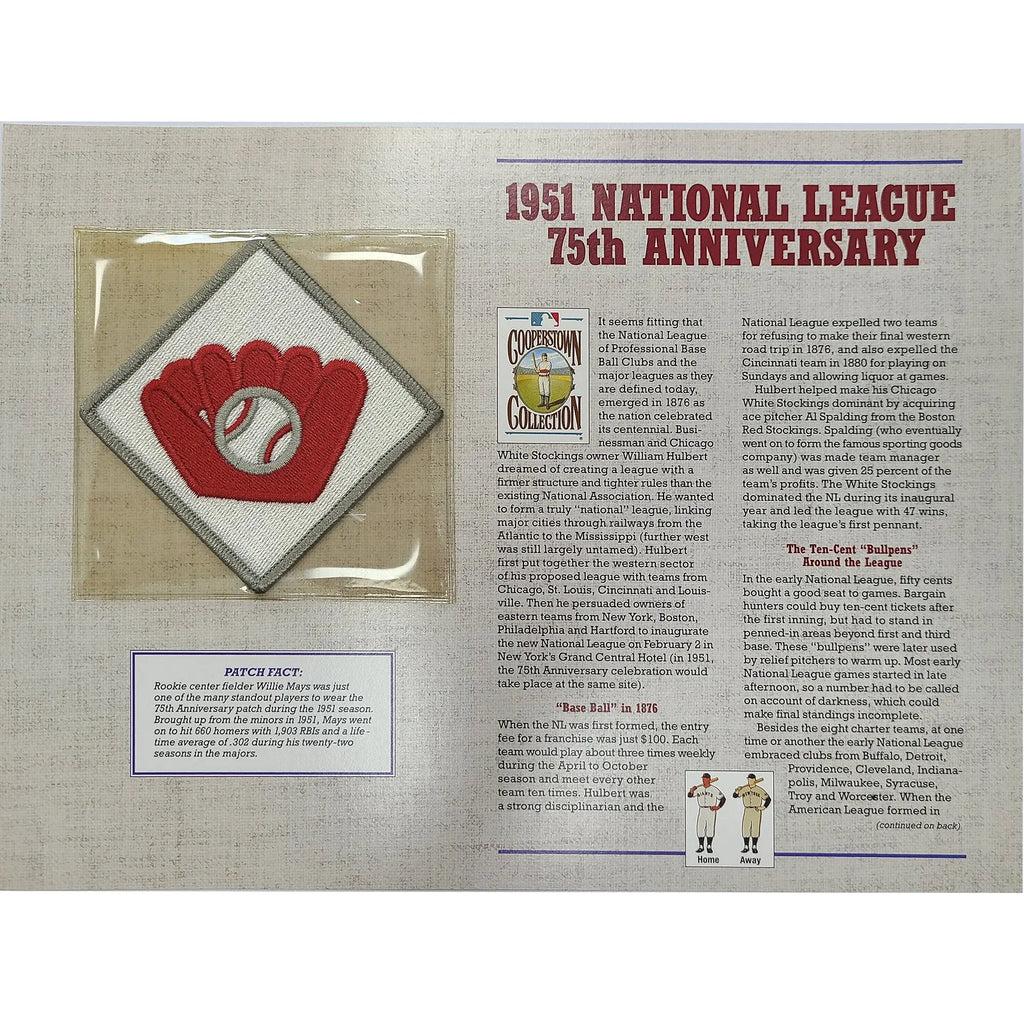 1951 NATIONAL LEAGUE
75th ANNIVERSARY
COOPERSTOWN
COLLECTION
It seems fitting that
the National League
of Professional Base
Ball Clubs and the
major leagues as they
are defined today,
emerged in 1876 as
the nation celebrated
its centennial. Busi-
nessman and Chicago
White Stockings owner William Hulbert
dreamed of creating a league with a
firmer structure and tighter rules than the
existing National Association. He wanted
to form a truly "national" league, linking
major cities through railways from the
Atlantic to the Mississippi (further west
was still largely untamed). Hulbert
first put together the western sector
of his proposed league with teams from
Chicago, St. Louis, Cincinnati and Louis-
ville. Then he persuaded owners of
eastern teams from New York, Boston,
Philadelphia and Hartford to inaugurate
the new National League on February 2 in
New York's Grand Central Hotel (in 1951,
the 75th Anniversary celebration would
take place at the same site).
"Base Ball" in 1876
When the NL was first formed, the entry
fee for a franchise was just $100. Each
team would play about three times weekly
during the April to October
season and meet every other
team ten times. Hulbert was
a strong disciplinarian and the
National League expelled two teams
for refusing to make their final western
road trip in 1876, and also expelled the
Cincinnati team in 1880 for playing on
Sundays and allowing liquor at games.
Hulbert helped make his Chicago
White Stockings dominant by acquiring
ace pitcher Al Spalding from the Boston
Red Stockings. Spalding (who eventually
went on to form the famous sporting goods
company) was made team manager
as well and was given 25 percent of the
team's profits. The White Stockings
dominated the NL during its inaugural
year and led the league with 47 wins,
taking the league's first pennant.
The Ten-Cent "Bullpens"
Around the League
In the early National League, fifty cents
bought a good seat to games. Bargain
hunters could buy ten-cent tickets after
the first inning, but had to stand in
penned-in areas beyond first and third
base. These "bullpens" were later used
by relief pitchers to warm up. Most early
National League games started in late
afternoon, so a number had to be called
on account of darkness, which could
make final standings incomplete.
Besides the eight charter teams, at one
time or another the early National League
embraced clubs from Buffalo, Detroit,
Providence, Cleveland, Indiana-
polis, Milwaukee, Syracuse,
Troy and Worcester. When the
American League formed in
(continued on back)
GIANTS
NEW YORK
Home Away
PATCH FACT:
Rookie center fielder Willie Mays was just
one of the many standout players to wear the
75th Anniversary patch during the 1951 season.
Brought up from the minors in 1951, Mays went
on to hit 660 homers with 1,903 RBIs and a life-
time average of .302 during his twenty-two
seasons in the majors.